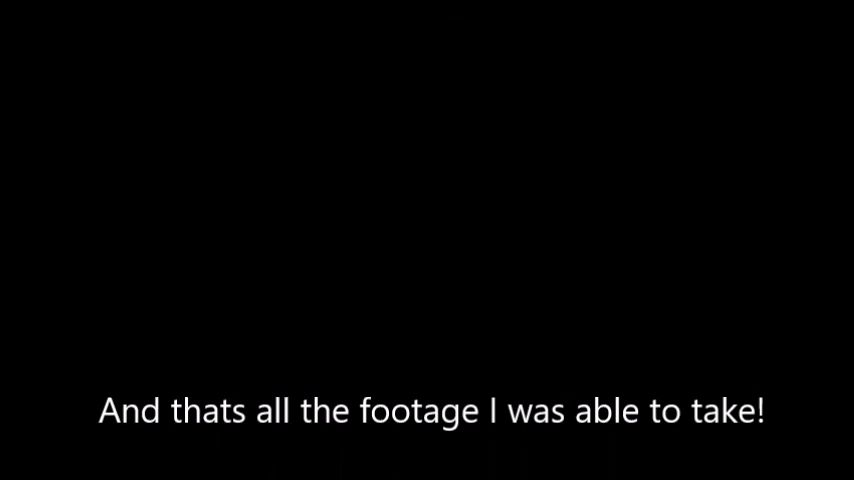 And thats all the footage I was able to take!